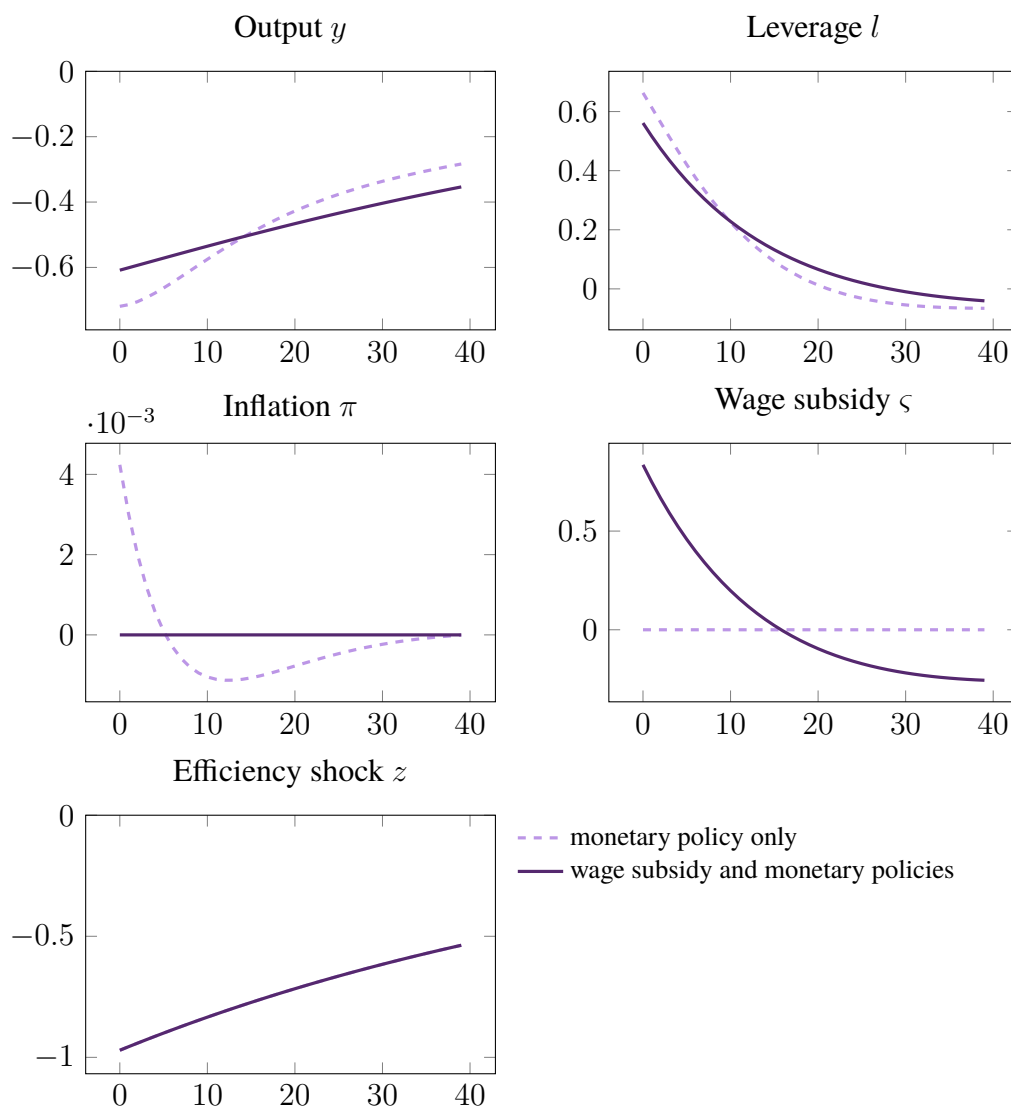 Output y
0
−0.2
−0.4
−0.6
0 10 20 30 40
Leverage l
0.6
0.4
0.2
0
0 10 20 30 40
Inflation π
·10⁻³
4
2
0
0 10 20 30 40
Wage subsidy ς
0.5
0
0 10 20 30 40
Efficiency shock z
0
−0.5
−1
0 10 20 30 40
monetary policy only
wage subsidy and monetary policies